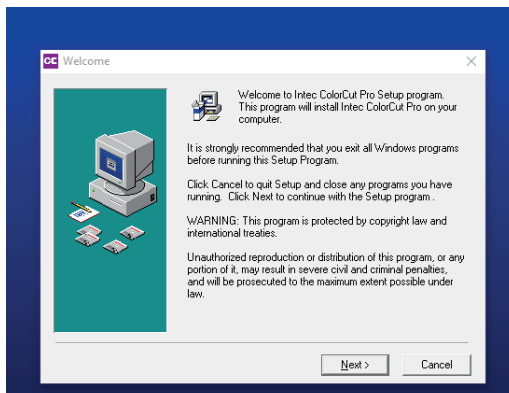 CE Welcome
Welcome to Intec ColorCut Pro Setup program.
This program will install Intec ColorCut Pro on your
computer.
It is strongly recommended that you exit all Windows programs
before running this Setup Program.
Click Cancel to quit Setup and close any programs you have
running. Click Next to continue with the Setup program .
WARNING: This program is protected by copyright law and
international treaties.
Unauthorized reproduction or distribution of this program, or any
portion of it, may result in severe civil and criminal penalties,
and will be prosecuted to the maximum extent possible under
law.
Next >
Cancel